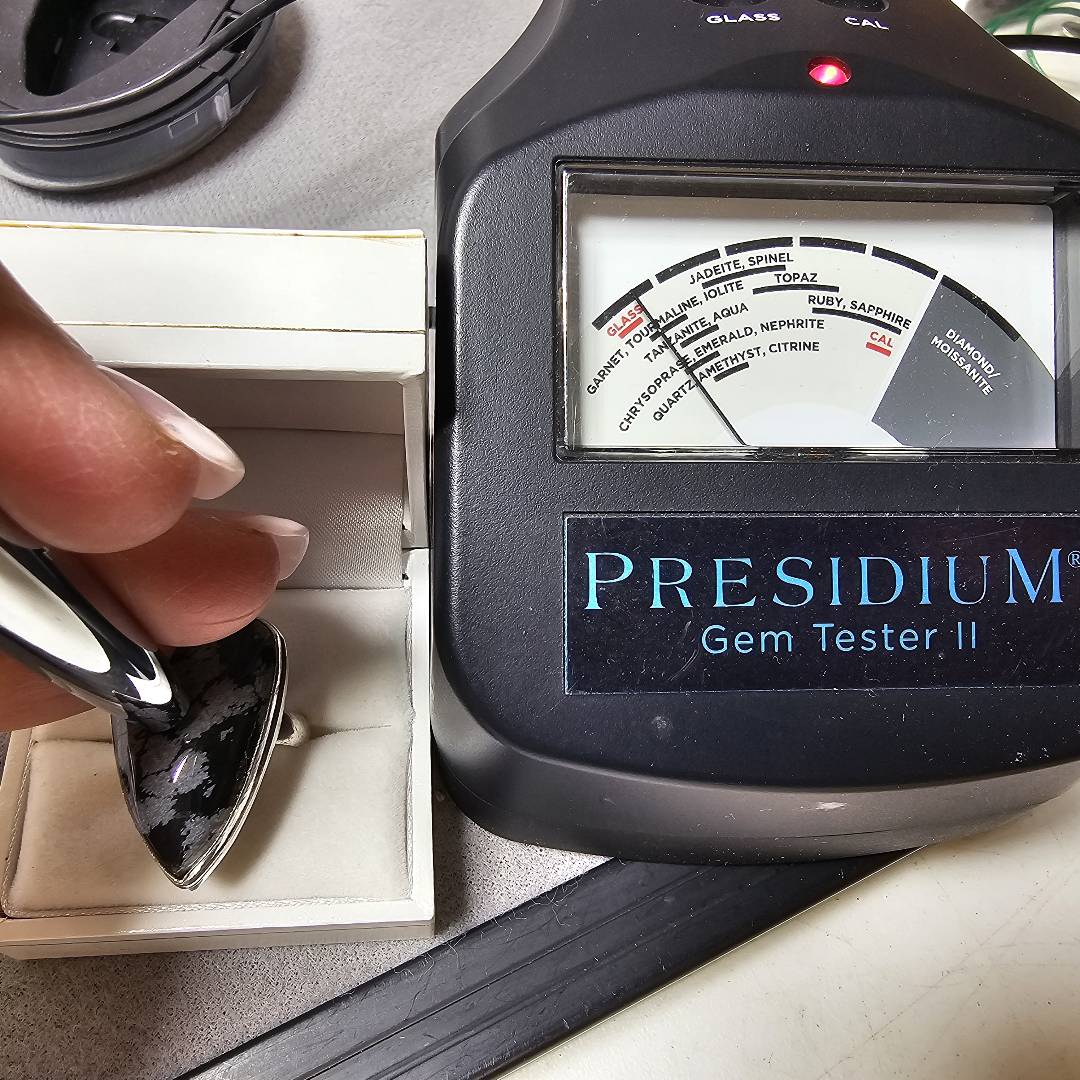 GLASS CAL
JADEITE, SPINEL
TOPAZ
RUBY, SAPPHIRE
GLASS
CAL
GARNET, TOURMALINE, IOLITE
TANZANITE, AQUA
CHRYSOPRASE, EMERALD, NEPHRITE
QUARTZ, AMETHYST, CITRINE
DIAMOND/
MOISSANITE
PRESIDIUM®
Gem Tester II